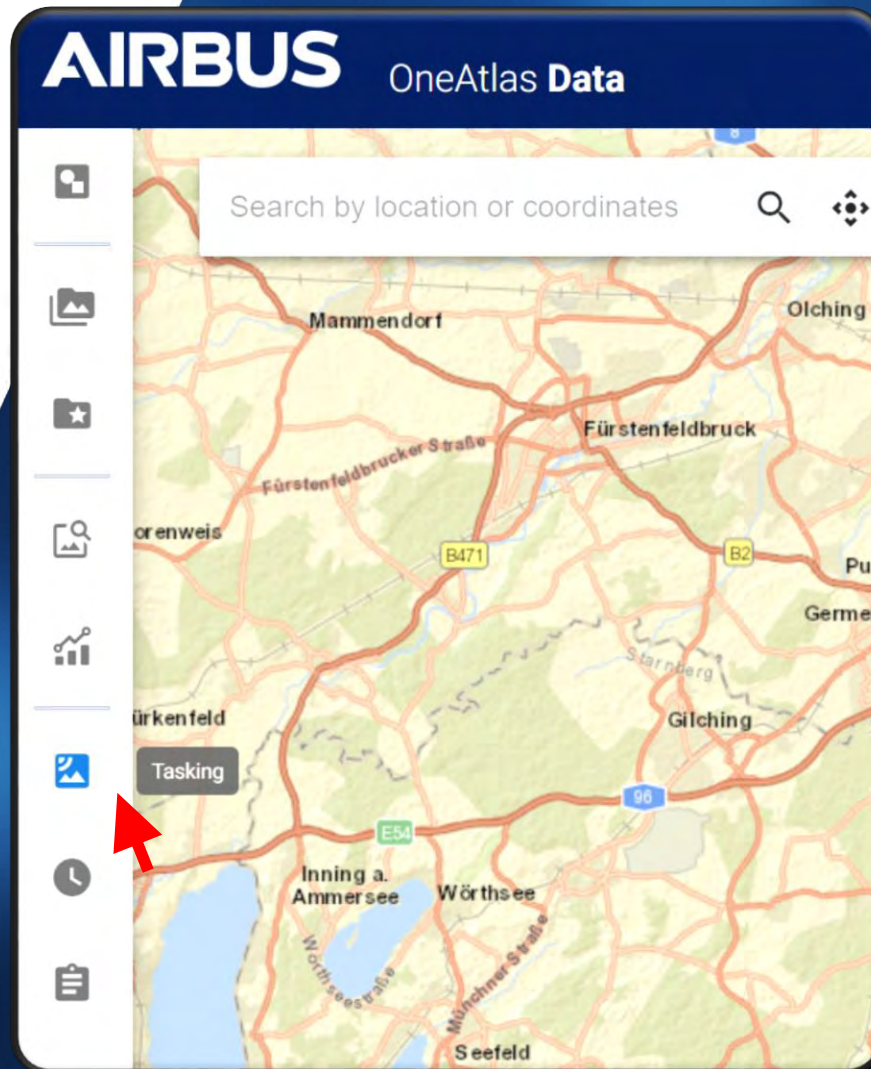 AIRBUS OneAtlas Data
8
Search by location or coordinates
Mammendorf
Olching
Fürstenfeldbruck
Fürstenfeldbrucker Straße
orenweis
B471
B2
Pu
Germe
Starnberg
ürkenfeld
Gilching
Tasking
96
E54
Inning a.
Ammersee
Wörthsee
Wörthseestraße
Münchner Straße
Seefeld